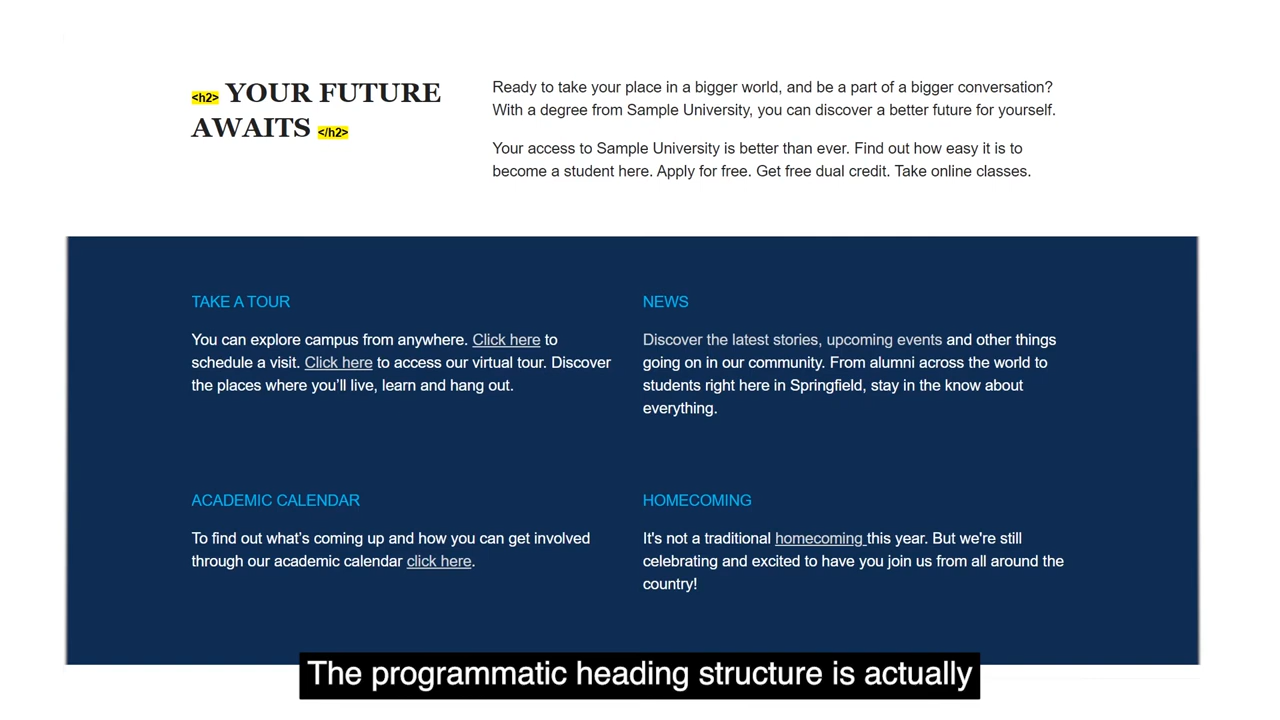 <h2> YOUR FUTURE
AWAITS </h2>
Ready to take your place in a bigger world, and be a part of a bigger conversation?
With a degree from Sample University, you can discover a better future for yourself.
Your access to Sample University is better than ever. Find out how easy it is to
become a student here. Apply for free. Get free dual credit. Take online classes.
TAKE A TOUR
You can explore campus from anywhere. Click here to
schedule a visit. Click here to access our virtual tour. Discover
the places where you’ll live, learn and hang out.
NEWS
Discover the latest stories, upcoming events and other things
going on in our community. From alumni across the world to
students right here in Springfield, stay in the know about
everything.
ACADEMIC CALENDAR
To find out what’s coming up and how you can get involved
through our academic calendar click here.
HOMECOMING
It's not a traditional homecoming this year. But we're still
celebrating and excited to have you join us from all around the
country!
The programmatic heading structure is actually